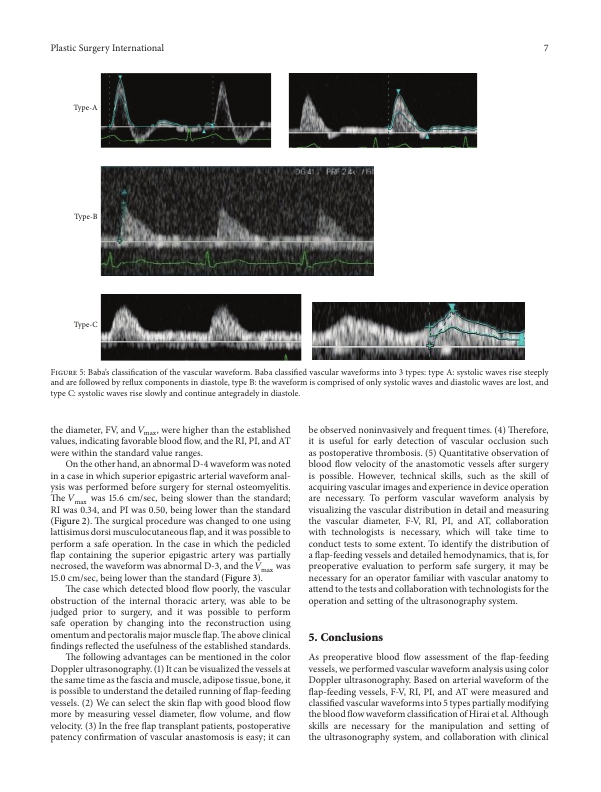 Plastic Surgery International
7
Type-A
Type-B
Type-C
Figure 5: Baba's classification of the vascular waveform. Baba classified vascular waveforms into 3 types: type A: systolic waves rise steeply
and are followed by reflux components in diastole, type B: the waveform is comprised of only systolic waves and diastolic waves are lost, and
type C: systolic waves rise slowly and continue antegradely in diastole.
the diameter, FV, and Vmax, were higher than the established
values, indicating favorable blood flow, and the RI, PI, and AT
were within the standard value ranges.
On the other hand, an abnormal D-4 waveform was noted
in a case in which superior epigastric arterial waveform anal-
ysis was performed before surgery for sternal osteomyelitis.
The Vmax was 15.6 cm/sec, being slower than the standard;
RI was 0.34, and PI was 0.50, being lower than the standard
(Figure 2). The surgical procedure was changed to one using
lattisimus dorsi musculocutaneous flap, and it was possible to
perform a safe operation. In the case in which the pedicled
flap containing the superior epigastric artery was partially
necrosed, the waveform was abnormal D-3, and the Vmax was
15.0 cm/sec, being lower than the standard (Figure 3).
The case which detected blood flow poorly, the vascular
obstruction of the internal thoracic artery, was able to be
judged prior to surgery, and it was possible to perform
safe operation by changing into the reconstruction using
omentum and pectoralis major muscle flap. The above clinical
findings reflected the usefulness of the established standards.
The following advantages can be mentioned in the color
Doppler ultrasonography. (1) It can be visualized the vessels at
the same time as the fascia and muscle, adipose tissue, bone, it
is possible to understand the detailed running of flap-feeding
vessels. (2) We can select the skin flap with good blood flow
more by measuring vessel diameter, flow volume, and flow
velocity. (3) In the free flap transplant patients, postoperative
patency confirmation of vascular anastomosis is easy; it can
be observed noninvasively and frequent times. (4) Therefore,
it is useful for early detection of vascular occlusion such
as postoperative thrombosis. (5) Quantitative observation of
blood flow velocity of the anastomotic vessels after surgery
is possible. However, technical skills, such as the skill of
acquiring vascular images and experience in device operation
are necessary. To perform vascular waveform analysis by
visualizing the vascular distribution in detail and measuring
the vascular diameter, F-V, RI, PI, and AT, collaboration
with technologists is necessary, which will take time to
conduct tests to some extent. To identify the distribution of
a flap-feeding vessels and detailed hemodynamics, that is, for
preoperative evaluation to perform safe surgery, it may be
necessary for an operator familiar with vascular anatomy to
attend to the tests and collaboration with technologists for the
operation and setting of the ultrasonography system.
5. Conclusions
As preoperative blood flow assessment of the flap-feeding
vessels, we performed vascular waveform analysis using color
Doppler ultrasonography. Based on arterial waveform of the
flap-feeding vessels, F-V, RI, PI, and AT were measured and
classified vascular waveforms into 5 types partially modifying
the blood flow waveform classification of Hirai et al. Although
skills are necessary for the manipulation and setting of
the ultrasonography system, and collaboration with clinical